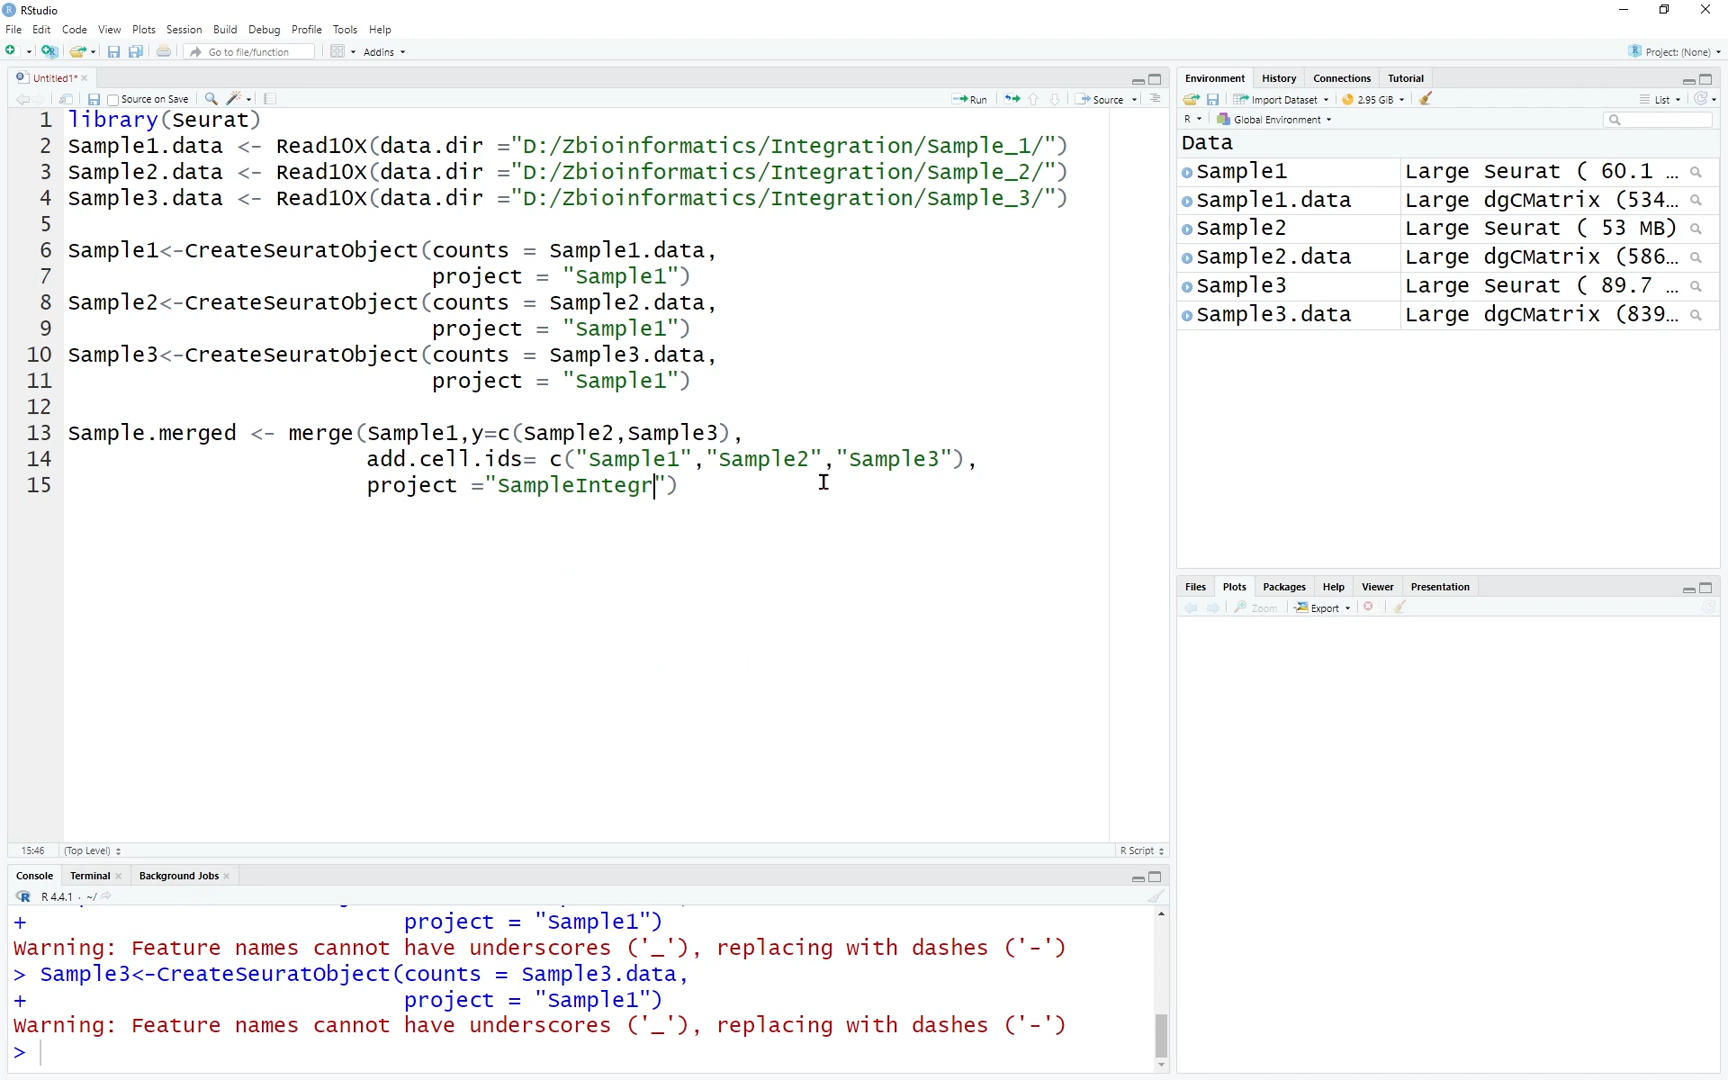 RStudio
File Edit Code View Plots Session Build Debug Profile Tools Help
Go to file/function Addins Project: (None)
Untitled1*
Source on Save Run Source
1 library(Seurat)
2 Sample1.data <- Read10X(data.dir ="D:/Zbioinformatics/Integration/Sample_1/")
3 Sample2.data <- Read10X(data.dir ="D:/Zbioinformatics/Integration/Sample_2/")
4 Sample3.data <- Read10X(data.dir ="D:/Zbioinformatics/Integration/Sample_3/")
5
6 Sample1<-CreateSeuratObject(counts = Sample1.data,
7 project = "Sample1")
8 Sample2<-CreateSeuratObject(counts = Sample2.data,
9 project = "Sample1")
10 Sample3<-CreateSeuratObject(counts = Sample3.data,
11 project = "Sample1")
12
13 Sample.merged <- merge(Sample1,y=c(Sample2,Sample3),
14 add.cell.ids= c("Sample1","Sample2","Sample3"),
15 project ="SampleIntegr")
15:46 (Top Level) R Script
Console Terminal Background Jobs
R 4.4.1 · ~/
+ project = "Sample1")
Warning: Feature names cannot have underscores ('_'), replacing with dashes ('-')
> Sample3<-CreateSeuratObject(counts = Sample3.data,
+ project = "Sample1")
Warning: Feature names cannot have underscores ('_'), replacing with dashes ('-')
>
Environment History Connections Tutorial
Import Dataset 2.95 GiB List
R Global Environment
Data
Sample1 Large Seurat ( 60.1 ...
Sample1.data Large dgCMatrix (534...
Sample2 Large Seurat ( 53 MB)
Sample2.data Large dgCMatrix (586...
Sample3 Large Seurat ( 89.7 ...
Sample3.data Large dgCMatrix (839...
Files Plots Packages Help Viewer Presentation
Zoom Export